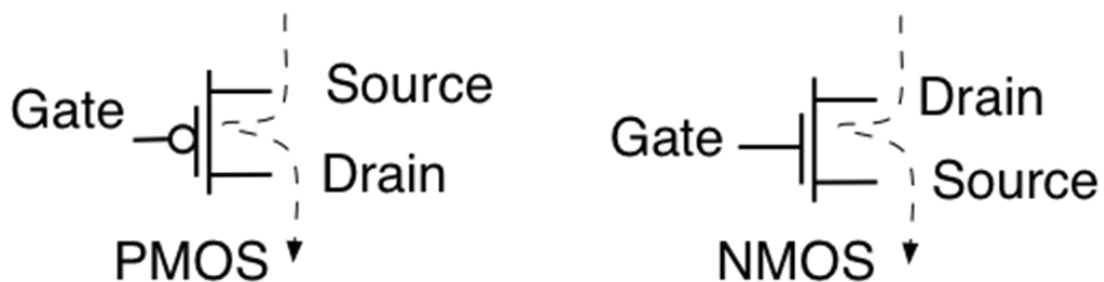 Gate
Source
Drain
PMOS
Gate
Drain
Source
NMOS